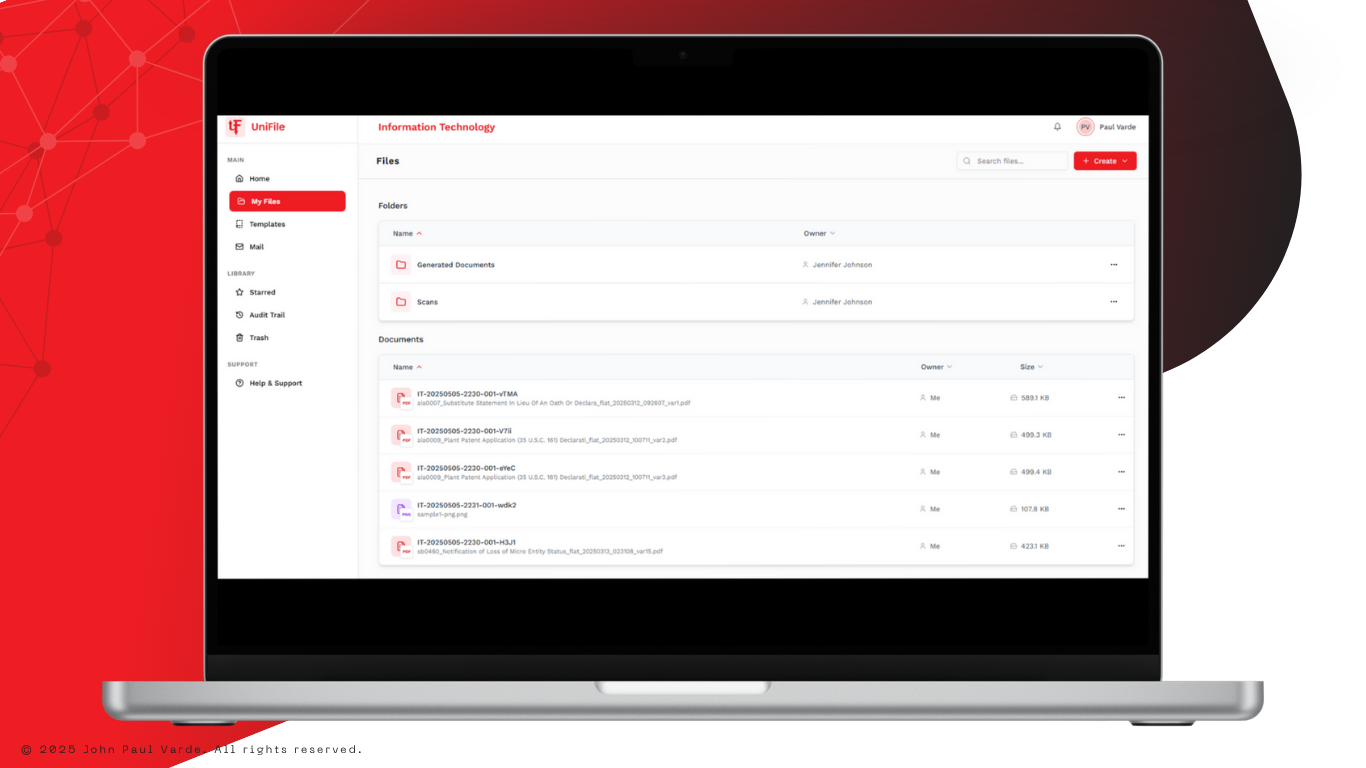 UniFile
Information Technology
PV
Paul Varde
MAIN
Home
My Files
Templates
Mail
LIBRARY
Starred
Audit Trail
Trash
SUPPORT
Help & Support
Files
Search files...
+ Create
Folders
Name
Owner
Generated Documents
Jennifer Johnson
Scans
Jennifer Johnson
Documents
Name
Owner
Size
IT-20250505-2230-001-vTMA
Me
589.1 KB
aia0007_Substitute Statement In Lieu Of An Oath Or Declara_flat_20250312_092607_var1.pdf
PDF
IT-20250505-2230-001-V7ii
Me
499.3 KB
aia0009_Plant Patent Application (35 U.S.C. 161) Declarati_flat_20250312_100711_var2.pdf
PDF
IT-20250505-2230-001-eYeC
Me
499.4 KB
aia0009_Plant Patent Application (35 U.S.C. 161) Declarati_flat_20250312_100711_var3.pdf
PDF
IT-20250505-2231-001-wdk2
Me
107.8 KB
sample1-png.png
PNG
IT-20250505-2230-001-H3J1
Me
423.1 KB
sb0460_Notification of Loss of Micro Entity Status_flat_20250313_023108_var15.pdf
PDF
© 2025 John Paul Varde. All rights reserved.